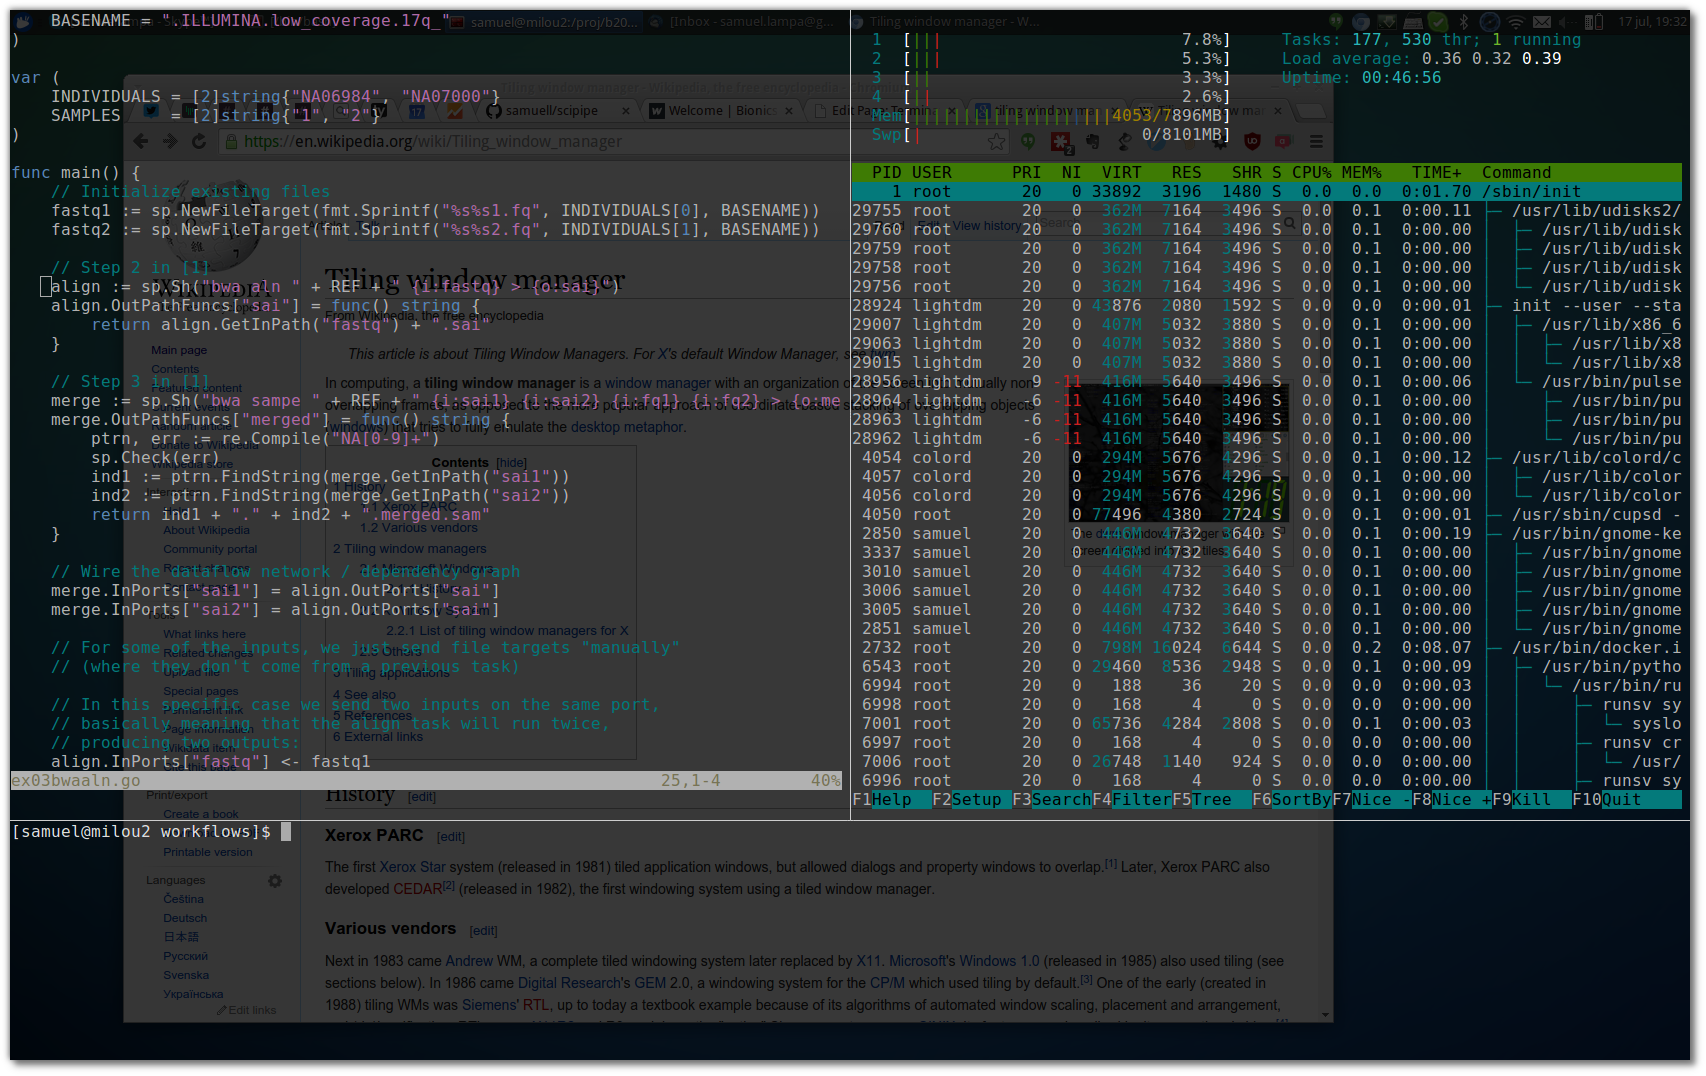 BASENAME = ".ILLUMINA.low_coverage.17q_"
)
var (
INDIVIDUALS = [2]string{"NA06984", "NA07000"}
SAMPLES     = [2]string{"1", "2"}
)
func main() {
// Initialize existing files
fastq1 := sp.NewFileTarget(fmt.Sprintf("%s%s1.fq", INDIVIDUALS[0], BASENAME))
fastq2 := sp.NewFileTarget(fmt.Sprintf("%s%s2.fq", INDIVIDUALS[1], BASENAME))
// Step 2 in [1]
align := sp.Sh("bwa aln " + REF + " {i:fastq} > {o:sai}")
align.OutPathFuncs["sai"] = func() string {
return align.GetInPath("fastq") + ".sai"
}
// Step 3 in [1]
merge := sp.Sh("bwa sampe " + REF + " {i:sai1} {i:sai2} {i:fq1} {i:fq2} > {o:me
merge.OutPathFuncs["merged"] = func() string {
ptrn, err := re.Compile("NA[0-9]+")
sp.Check(err)
ind1 := ptrn.FindString(merge.GetInPath("sai1"))
ind2 := ptrn.FindString(merge.GetInPath("sai2"))
return ind1 + "." + ind2 + ".merged.sam"
}
// Wire the dataflow network / dependency graph
merge.InPorts["sai1"] = align.OutPorts["sai"]
merge.InPorts["sai2"] = align.OutPorts["sai"]
// For some of the inputs, we just send file targets "manually"
// (where they don't come from a previous task)
// In this specific case we send two inputs on the same port,
// basically meaning that the align task will run twice,
// producing two outputs:
align.InPorts["fastq"] <- fastq1
ex03bwaaln.go 25,1-4 40%
[samuel@milou2 workflows]$
samuel@milou2:/proj/b20...
[Inbox - samuel.lampa@g...
Tiling window manager - W...
17 jul, 19:32
1 [||| 7.8%]
2 [||| 5.3%]
3 [|| 3.3%]
4 [|| 2.6%]
Mem[ 4053/7896MB]
Swp[| 0/8101MB]
Tasks: 177, 530 thr; 1 running
Load average: 0.36 0.32 0.39
Uptime: 00:46:56
PID USER PRI NI VIRT RES SHR S CPU% MEM% TIME+ Command
1 root 20 0 33892 3196 1480 S 0.0 0.0 0:01.70 /sbin/init
29755 root 20 0 362M 7164 3496 S 0.0 0.1 0:00.11 /usr/lib/udisks2/
29760 root 20 0 362M 7164 3496 S 0.0 0.1 0:00.00 /usr/lib/udisk
29759 root 20 0 362M 7164 3496 S 0.0 0.1 0:00.00 /usr/lib/udisk
29758 root 20 0 362M 7164 3496 S 0.0 0.1 0:00.00 /usr/lib/udisk
29756 root 20 0 362M 7164 3496 S 0.0 0.1 0:00.00 /usr/lib/udisk
28924 lightdm 20 0 43876 2080 1592 S 0.0 0.0 0:00.01 init --user --sta
29007 lightdm 20 0 407M 5032 3880 S 0.0 0.1 0:00.00 /usr/lib/x86_6
29063 lightdm 20 0 407M 5032 3880 S 0.0 0.1 0:00.00 /usr/lib/x8
29015 lightdm 20 0 407M 5032 3880 S 0.0 0.1 0:00.00 /usr/lib/x8
28956 lightdm 9 -11 416M 5640 3496 S 0.0 0.1 0:00.06 /usr/bin/pulse
28964 lightdm -6 -11 416M 5640 3496 S 0.0 0.1 0:00.00 /usr/bin/pu
28963 lightdm -6 -11 416M 5640 3496 S 0.0 0.1 0:00.00 /usr/bin/pu
28962 lightdm -6 -11 416M 5640 3496 S 0.0 0.1 0:00.00 /usr/bin/pu
4054 colord 20 0 294M 5676 4296 S 0.0 0.1 0:00.12 /usr/lib/colord/c
4057 colord 20 0 294M 5676 4296 S 0.0 0.1 0:00.00 /usr/lib/color
4056 colord 20 0 294M 5676 4296 S 0.0 0.1 0:00.00 /usr/lib/color
4050 root 20 0 77496 4380 2724 S 0.0 0.1 0:00.01 /usr/sbin/cupsd -
2850 samuel 20 0 446M 4732 3640 S 0.0 0.1 0:00.19 /usr/bin/gnome-ke
3337 samuel 20 0 446M 4732 3640 S 0.0 0.1 0:00.00 /usr/bin/gnome
3010 samuel 20 0 446M 4732 3640 S 0.0 0.1 0:00.00 /usr/bin/gnome
3006 samuel 20 0 446M 4732 3640 S 0.0 0.1 0:00.00 /usr/bin/gnome
3005 samuel 20 0 446M 4732 3640 S 0.0 0.1 0:00.00 /usr/bin/gnome
2851 samuel 20 0 446M 4732 3640 S 0.0 0.1 0:00.00 /usr/bin/gnome
2732 root 20 0 798M 16024 6644 S 0.0 0.2 0:08.07 /usr/bin/docker.i
6543 root 20 0 29460 8536 2948 S 0.0 0.1 0:00.09 /usr/bin/pytho
6994 root 20 0 188 36 20 S 0.0 0.0 0:00.03 /usr/bin/ru
6998 root 20 0 168 4 0 S 0.0 0.0 0:00.00 runsv sy
7001 root 20 0 65736 4284 2808 S 0.0 0.1 0:00.03 syslo
6997 root 20 0 168 4 0 S 0.0 0.0 0:00.00 runsv cr
7006 root 20 0 26748 1140 924 S 0.0 0.0 0:00.00 /usr/
6996 root 20 0 168 4 0 S 0.0 0.0 0:00.00 runsv sy
F1Help F2Setup F3SearchF4FilterF5Tree F6SortByF7Nice -F8Nice +F9Kill F10Quit
samuell/scipipe
Welcome | Bionics
https://en.wikipedia.org/wiki/Tiling_window_manager
View history
Tiling window manager
From Wikipedia, the free encyclopedia
This article is about Tiling Window Managers. For X's default Window Manager, see twm.
In computing, a tiling window manager is a window manager with an organization of
overlapping frames, as opposed to the more popular approach of coordinate-based stacking of overlapping objects
(windows) that tries to fully emulate the desktop metaphor.
Contents [hide]
1 History
1.1 Xerox PARC
1.2 Various vendors
2 Tiling window managers
2.2.1 List of tiling window managers for X
3 Tiling applications
4 See also
5 References
6 External links
Main page
Contents
Featured content
Current events
Random article
Donate to Wikipedia
Wikipedia store
About Wikipedia
Community portal
Tools
What links here
Related changes
Upload file
Special pages
Permanent link
Page information
Wikidata item
Print/export
Create a book
Printable version
Languages
Čeština
Deutsch
日本語
Русский
Svenska
Українська
Edit links
History [edit]
Xerox PARC [edit]
The first Xerox Star system (released in 1981) tiled application windows, but allowed dialogs and property windows to overlap.[1] Later, Xerox PARC also
developed CEDAR[2] (released in 1982), the first windowing system using a tiled window manager.
Various vendors [edit]
Next in 1983 came Andrew WM, a complete tiled windowing system later replaced by X11. Microsoft's Windows 1.0 (released in 1985) also used tiling (see
sections below). In 1986 came Digital Research's GEM 2.0, a windowing system for the CP/M which used tiling by default.[3] One of the early (created in
1988) tiling WMs was Siemens' RTL, up to today a textbook example because of its algorithms of automated window scaling, placement and arrangement,